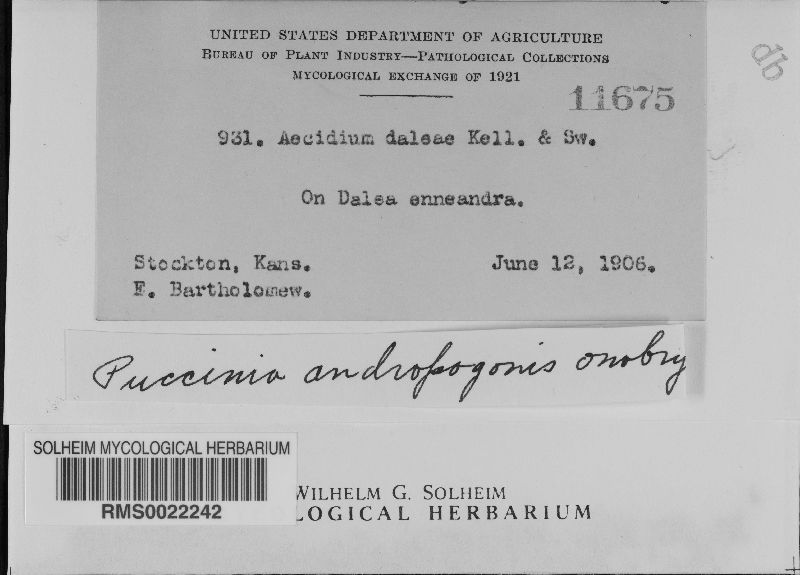 UNITED STATES DEPARTMENT OF AGRICULTURE
BUREAU OF PLANT INDUSTRY—PATHOLOGICAL COLLECTIONS
MYCOLOGICAL EXCHANGE OF 1921
db
11675
931. Aecidium daleae Kell. & Sw.
On Dalea enneandra.
Stockton, Kans. June 12, 1906.
E. Bartholomew.
Puccinia andropogonis onobry
SOLHEIM MYCOLOGICAL HERBARIUM
RMS0022242
WILHELM G. SOLHEIM
LOGICAL HERBARIUM